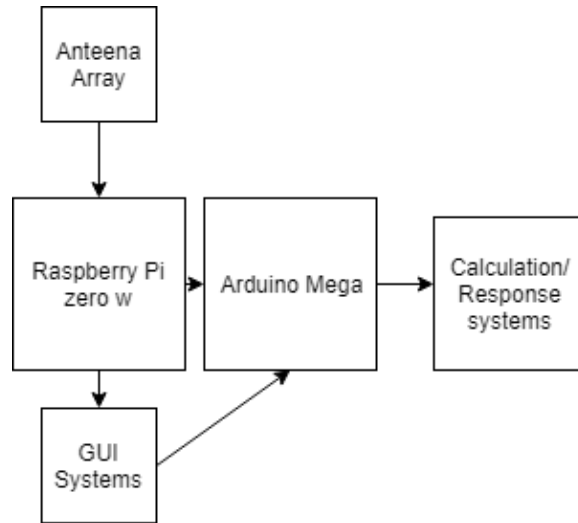 Anteena
Array
Raspberry Pi
zero w
Arduino Mega
Calculation/
Response
systems
GUI
Systems